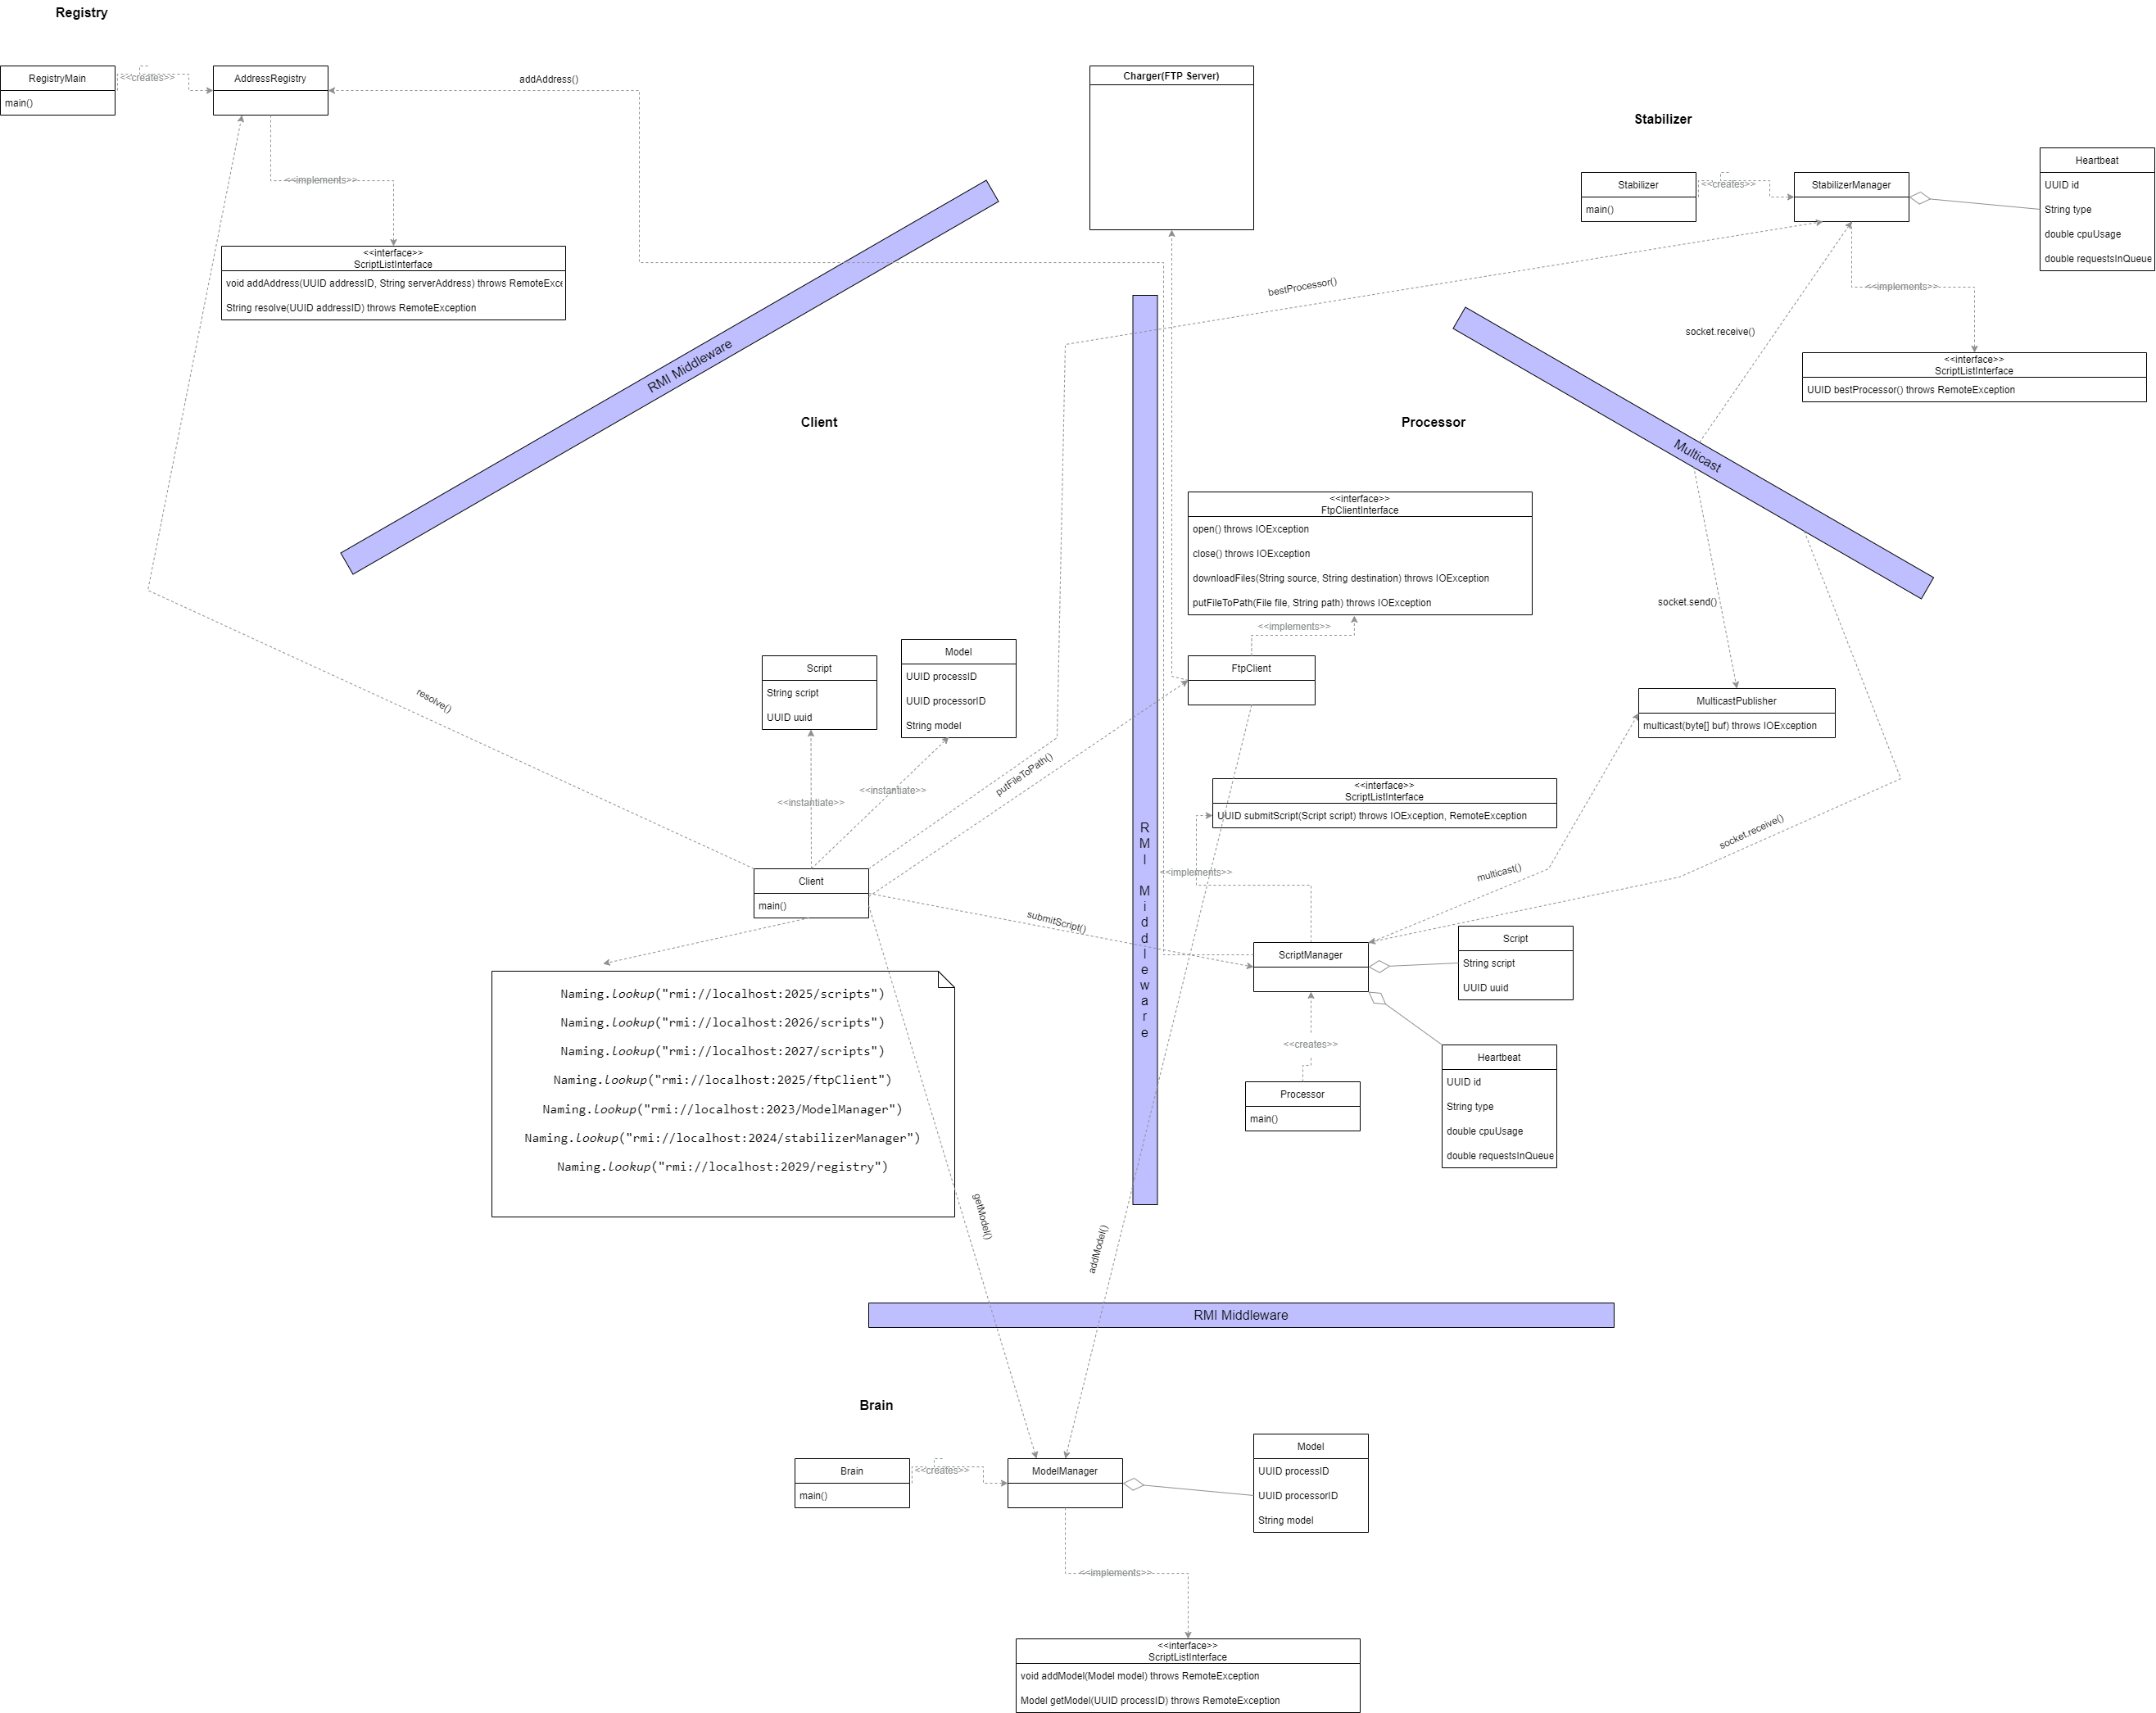 Registry
RegistryMain
main()
<<creates>>
AddressRegistry
addAddress()
<<implements>>
<<interface>>
ScriptListInterface
void addAddress(UUID addressID, String serverAddress) throws RemoteExce
String resolve(UUID addressID) throws RemoteException
RMI Middleware
resolve()
Charger(FTP Server)
Stabilizer
Stabilizer
main()
<<creates>>
StabilizerManager
Heartbeat
UUID id
String type
double cpuUsage
double requestsInQueue
bestProcessor()
<<implements>>
socket.receive()
<<interface>>
ScriptListInterface
UUID bestProcessor() throws RemoteException
Multicast
Client
Script
String script
UUID uuid
Model
UUID processID
UUID processorID
String model
<<instantiate>>
<<instantiate>>
putFileToPath()
Client
main()
submitScript()
Naming.lookup("rmi://localhost:2025/scripts")
Naming.lookup("rmi://localhost:2026/scripts")
Naming.lookup("rmi://localhost:2027/scripts")
Naming.lookup("rmi://localhost:2025/ftpClient")
Naming.lookup("rmi://localhost:2023/ModelManager")
Naming.lookup("rmi://localhost:2024/stabilizerManager")
Naming.lookup("rmi://localhost:2029/registry")
getModel()
addModel()
RMI Middleware
Processor
<<interface>>
FtpClientInterface
open() throws IOException
close() throws IOException
downloadFiles(String source, String destination) throws IOException
putFileToPath(File file, String path) throws IOException
<<implements>>
FtpClient
socket.send()
MulticastPublisher
multicast(byte[] buf) throws IOException
<<interface>>
ScriptListInterface
UUID submitScript(Script script) throws IOException, RemoteException
<<implements>>
multicast()
socket.receive()
ScriptManager
Script
String script
UUID uuid
<<creates>>
Processor
main()
Heartbeat
UUID id
String type
double cpuUsage
double requestsInQueue
RMI Middleware
Brain
Brain
main()
<<creates>>
ModelManager
Model
UUID processID
UUID processorID
String model
<<implements>>
<<interface>>
ScriptListInterface
void addModel(Model model) throws RemoteException
Model getModel(UUID processID) throws RemoteException